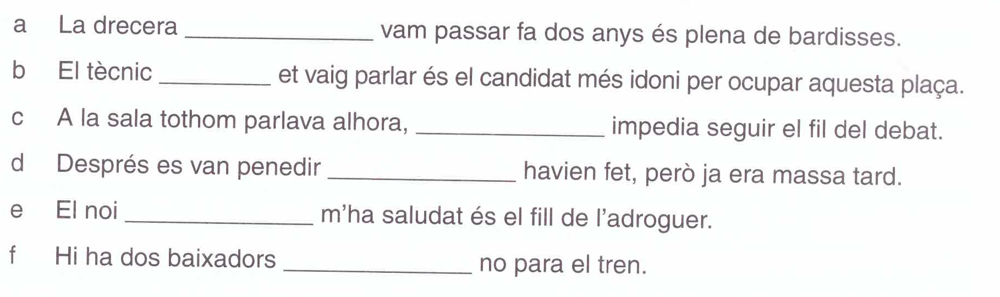 a La drecera ______________ vam passar fa dos anys és plena de bardisses.
b El tècnic ________ et vaig parlar és el candidat més idoni per ocupar aquesta plaça.
c A la sala tothom parlava alhora, ______________ impedia seguir el fil del debat.
d Després es van penedir ______________ havien fet, però ja era massa tard.
e El noi ______________ m'ha saludat és el fill de l'adroguer.
f Hi ha dos baixadors ______________ no para el tren.